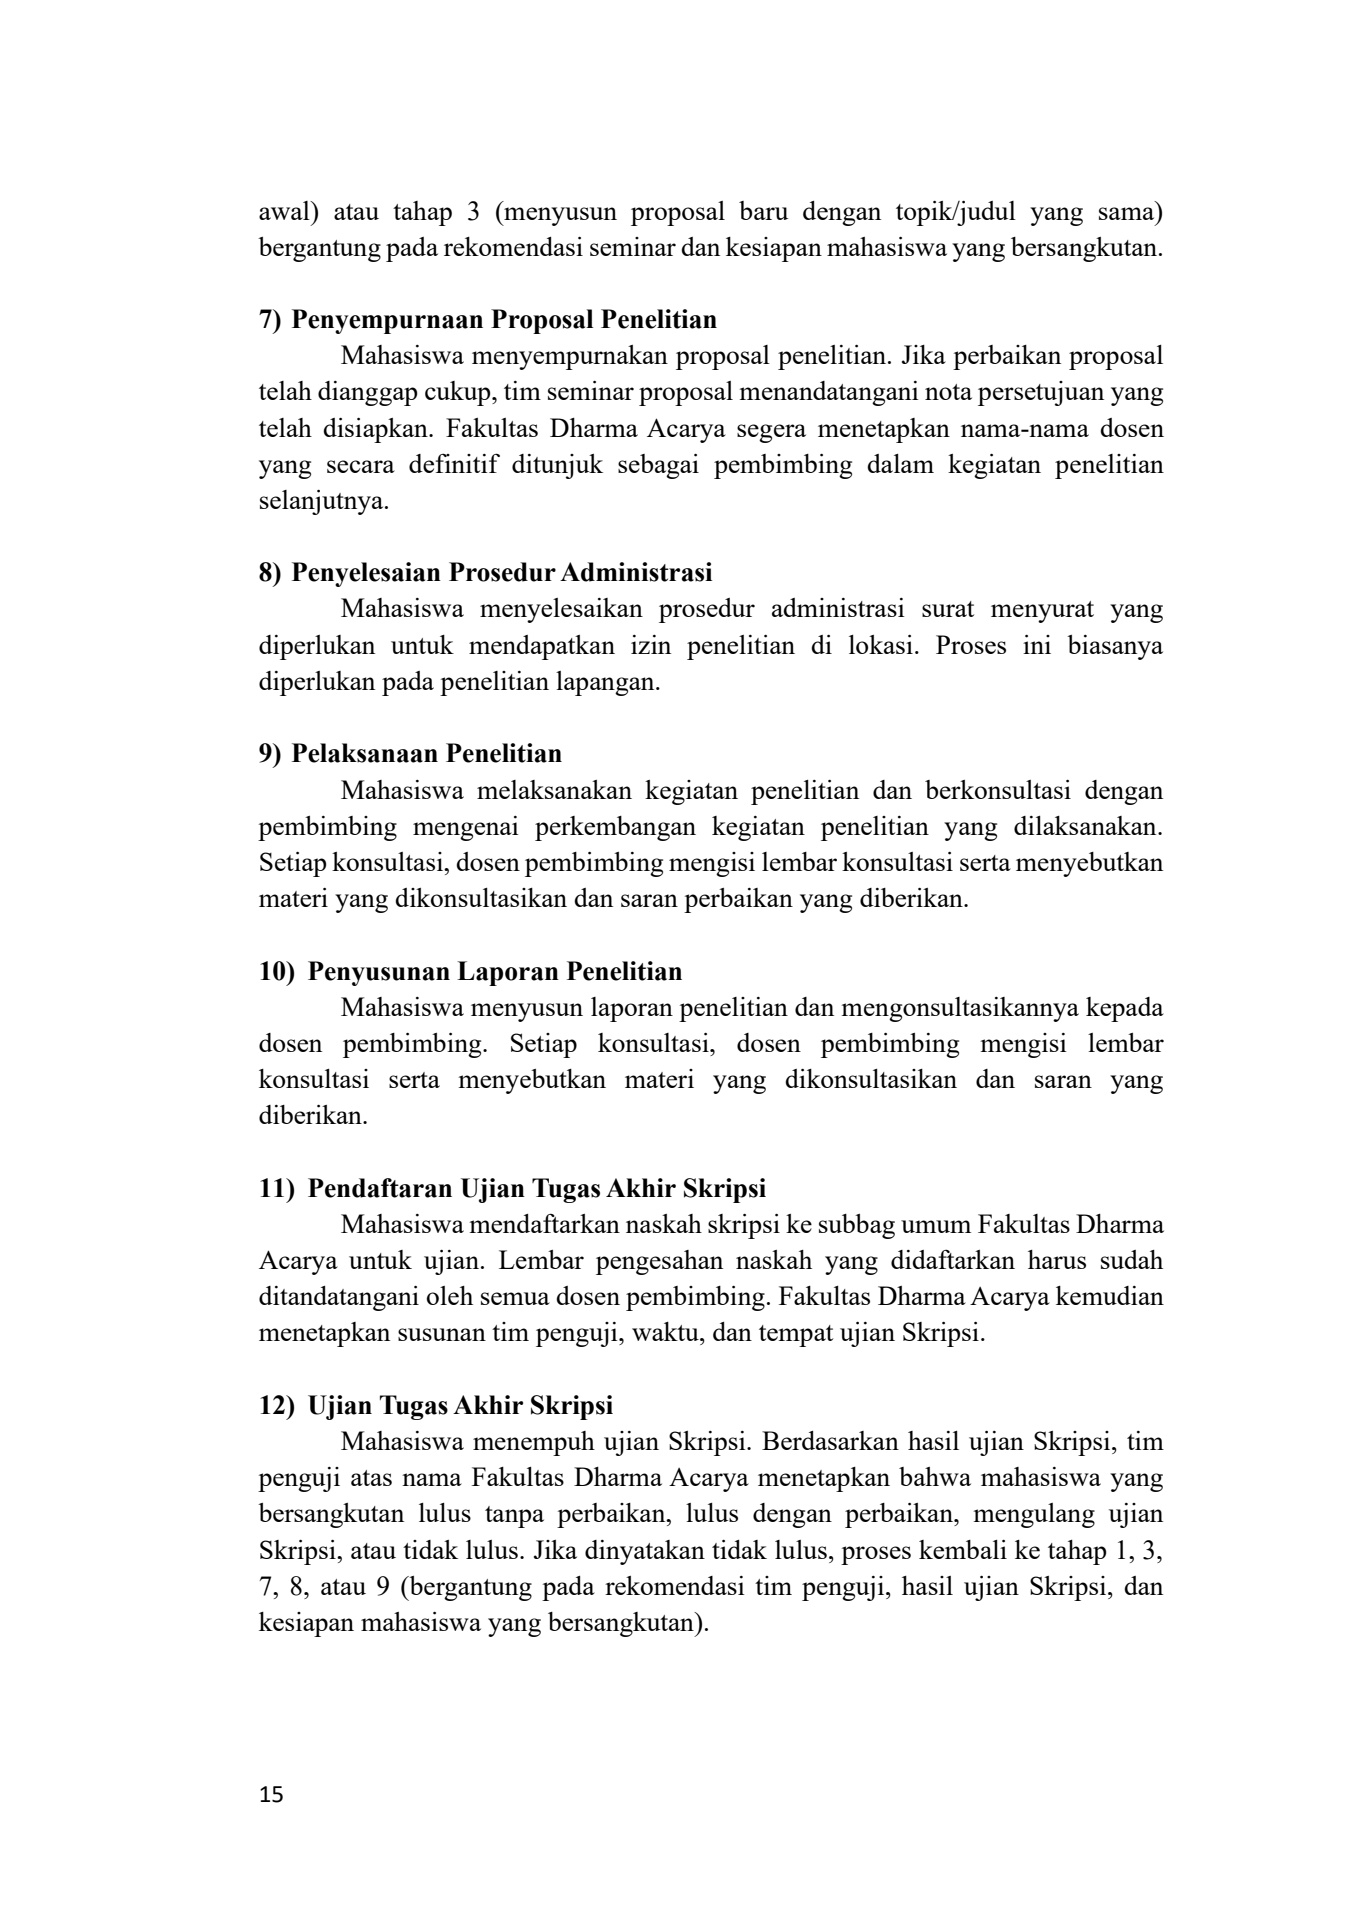 awal) atau tahap 3 (menyusun proposal baru dengan topik/judul yang sama)
bergantung pada rekomendasi seminar dan kesiapan mahasiswa yang bersangkutan.
7) Penyempurnaan Proposal Penelitian
Mahasiswa menyempurnakan proposal penelitian. Jika perbaikan proposal
telah dianggap cukup, tim seminar proposal menandatangani nota persetujuan yang
telah disiapkan. Fakultas Dharma Acarya segera menetapkan nama-nama dosen
yang secara definitif ditunjuk sebagai pembimbing dalam kegiatan penelitian
selanjutnya.
8) Penyelesaian Prosedur Administrasi
Mahasiswa menyelesaikan prosedur administrasi surat menyurat yang
diperlukan untuk mendapatkan izin penelitian di lokasi. Proses ini biasanya
diperlukan pada penelitian lapangan.
9) Pelaksanaan Penelitian
Mahasiswa melaksanakan kegiatan penelitian dan berkonsultasi dengan
pembimbing mengenai perkembangan kegiatan penelitian yang dilaksanakan.
Setiap konsultasi, dosen pembimbing mengisi lembar konsultasi serta menyebutkan
materi yang dikonsultasikan dan saran perbaikan yang diberikan.
10) Penyusunan Laporan Penelitian
Mahasiswa menyusun laporan penelitian dan mengonsultasikannya kepada
dosen pembimbing. Setiap konsultasi, dosen pembimbing mengisi lembar
konsultasi serta menyebutkan materi yang dikonsultasikan dan saran yang
diberikan.
11) Pendaftaran Ujian Tugas Akhir Skripsi
Mahasiswa mendaftarkan naskah skripsi ke subbag umum Fakultas Dharma
Acarya untuk ujian. Lembar pengesahan naskah yang didaftarkan harus sudah
ditandatangani oleh semua dosen pembimbing. Fakultas Dharma Acarya kemudian
menetapkan susunan tim penguji, waktu, dan tempat ujian Skripsi.
12) Ujian Tugas Akhir Skripsi
Mahasiswa menempuh ujian Skripsi. Berdasarkan hasil ujian Skripsi, tim
penguji atas nama Fakultas Dharma Acarya menetapkan bahwa mahasiswa yang
bersangkutan lulus tanpa perbaikan, lulus dengan perbaikan, mengulang ujian
Skripsi, atau tidak lulus. Jika dinyatakan tidak lulus, proses kembali ke tahap 1, 3,
7, 8, atau 9 (bergantung pada rekomendasi tim penguji, hasil ujian Skripsi, dan
kesiapan mahasiswa yang bersangkutan).
15